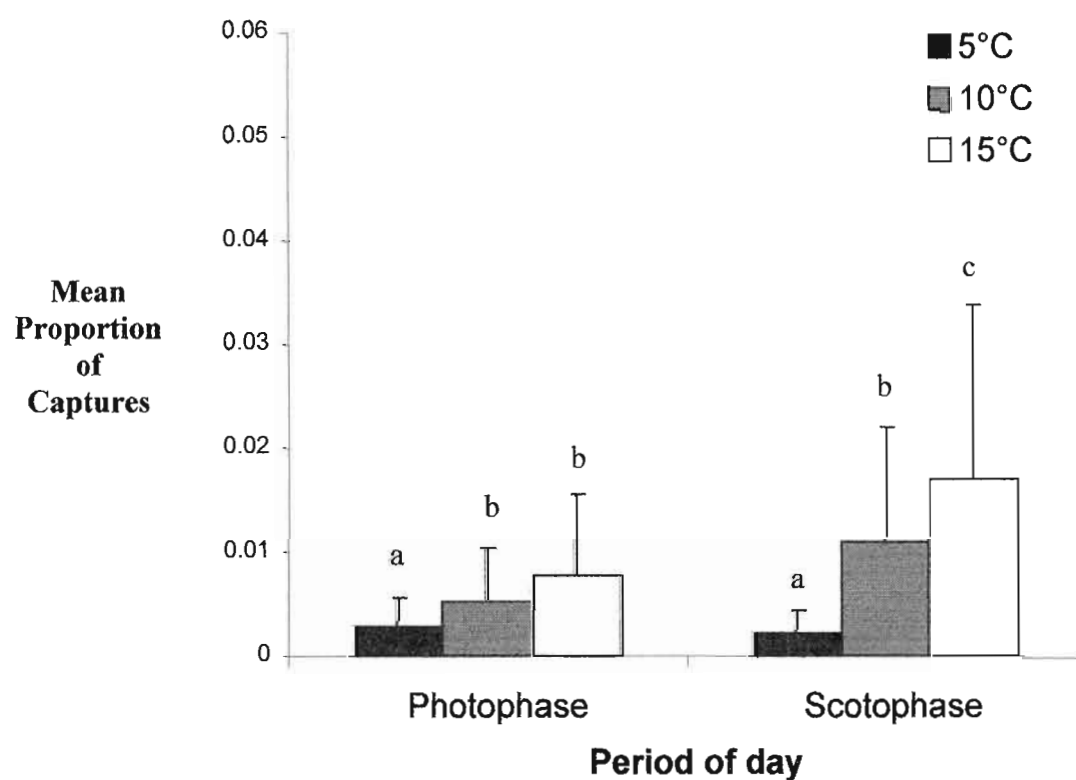 0.06
5°C
10°C
15°C
0.05
0.04
0.03
0.02
0.01
0
Mean
Proportion
of
Captures
a
b
b
a
b
c
Photophase
Scotophase
Period of day